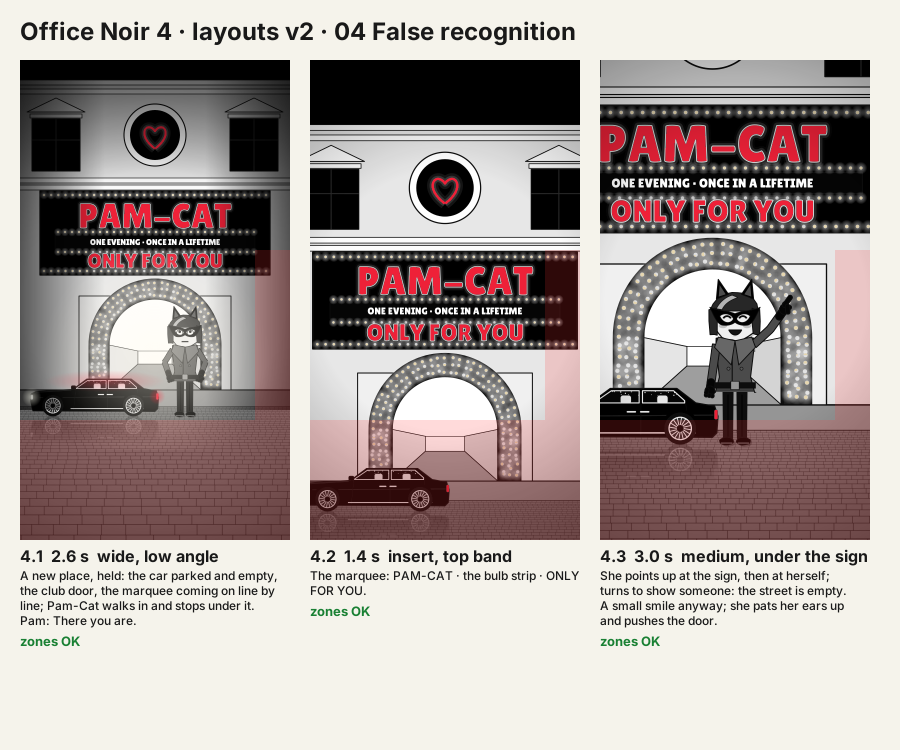 Office Noir 4 · layouts v2 · 04 False recognition
PAM–CAT
ONE EVENING · ONCE IN A LIFETIME
ONLY FOR YOU
PAM–CAT
ONE EVENING · ONCE IN A LIFETIME
ONLY FOR YOU
PAM–CAT
ONE EVENING · ONCE IN A LIFETIME
ONLY FOR YOU
4.1 2.6 s wide, low angle
A new place, held: the car parked and empty,
the club door, the marquee coming on line by
line; Pam-Cat walks in and stops under it.
Pam: There you are.
zones OK
4.2 1.4 s insert, top band
The marquee: PAM-CAT · the bulb strip · ONLY
FOR YOU.
zones OK
4.3 3.0 s medium, under the sign
She points up at the sign, then at herself;
turns to show someone: the street is empty.
A small smile anyway; she pats her ears up
and pushes the door.
zones OK